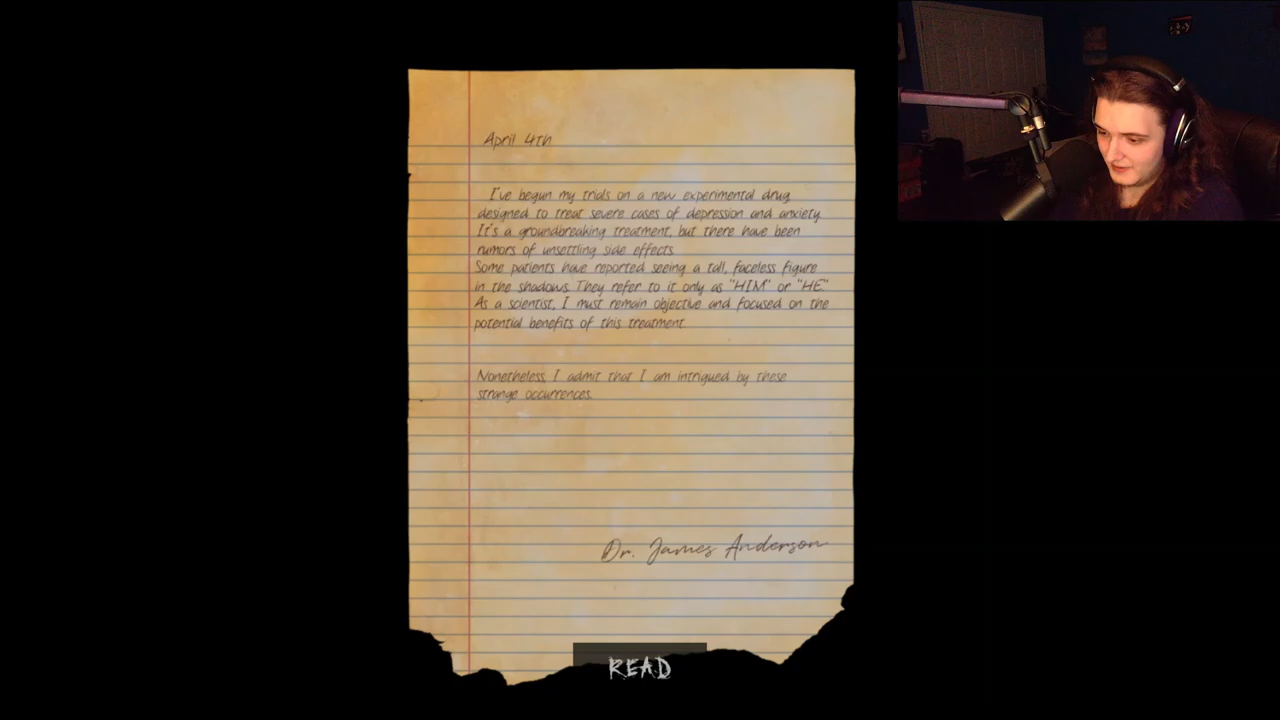 April 4th
I've begun my trials on a new experimental drug,
designed to treat severe cases of depression and anxiety.
It's a groundbreaking treatment, but there have been
rumors of unsettling side effects.
Some patients have reported seeing a tall, faceless figure
in the shadows. They refer to it only as "HIM" or "HE."
As a scientist, I must remain objective and focused on the
potential benefits of this treatment.
Nonetheless, I admit that I am intrigued by these
strange occurrences.
Dr. James Anderson
READ